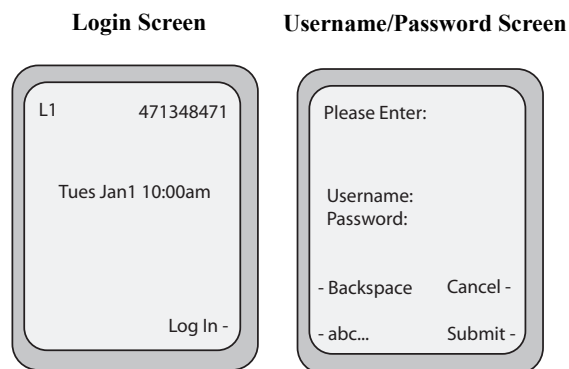 Login Screen
Username/Password Screen
L1 471348471
Tues Jan1 10:00am
Log In -
Please Enter:
Username:
Password:
- Backspace Cancel -
- abc... Submit -